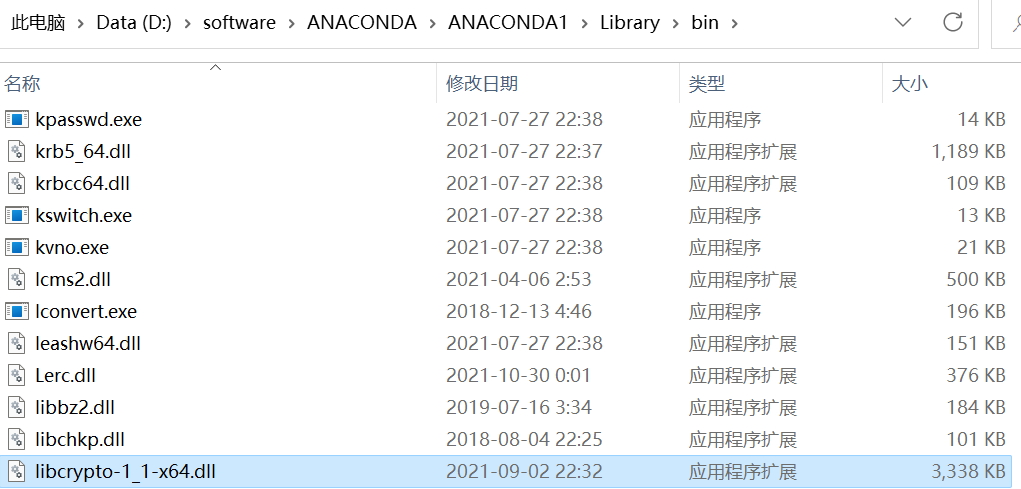 此电脑 > Data (D:) > software > ANACONDA > ANACONDA1 > Library > bin >
名称 修改日期 类型 大小
kpasswd.exe 2021-07-27 22:38 应用程序 14 KB
krb5_64.dll 2021-07-27 22:37 应用程序扩展 1,189 KB
krbcc64.dll 2021-07-27 22:38 应用程序扩展 109 KB
kswitch.exe 2021-07-27 22:38 应用程序 13 KB
kvno.exe 2021-07-27 22:38 应用程序 21 KB
lcms2.dll 2021-04-06 2:53 应用程序扩展 500 KB
lconvert.exe 2018-12-13 4:46 应用程序 196 KB
leashw64.dll 2021-07-27 22:38 应用程序扩展 151 KB
Lerc.dll 2021-10-30 0:01 应用程序扩展 376 KB
libbz2.dll 2019-07-16 3:34 应用程序扩展 184 KB
libchkp.dll 2018-08-04 22:25 应用程序扩展 101 KB
libcrypto-1_1-x64.dll 2021-09-02 22:32 应用程序扩展 3,338 KB